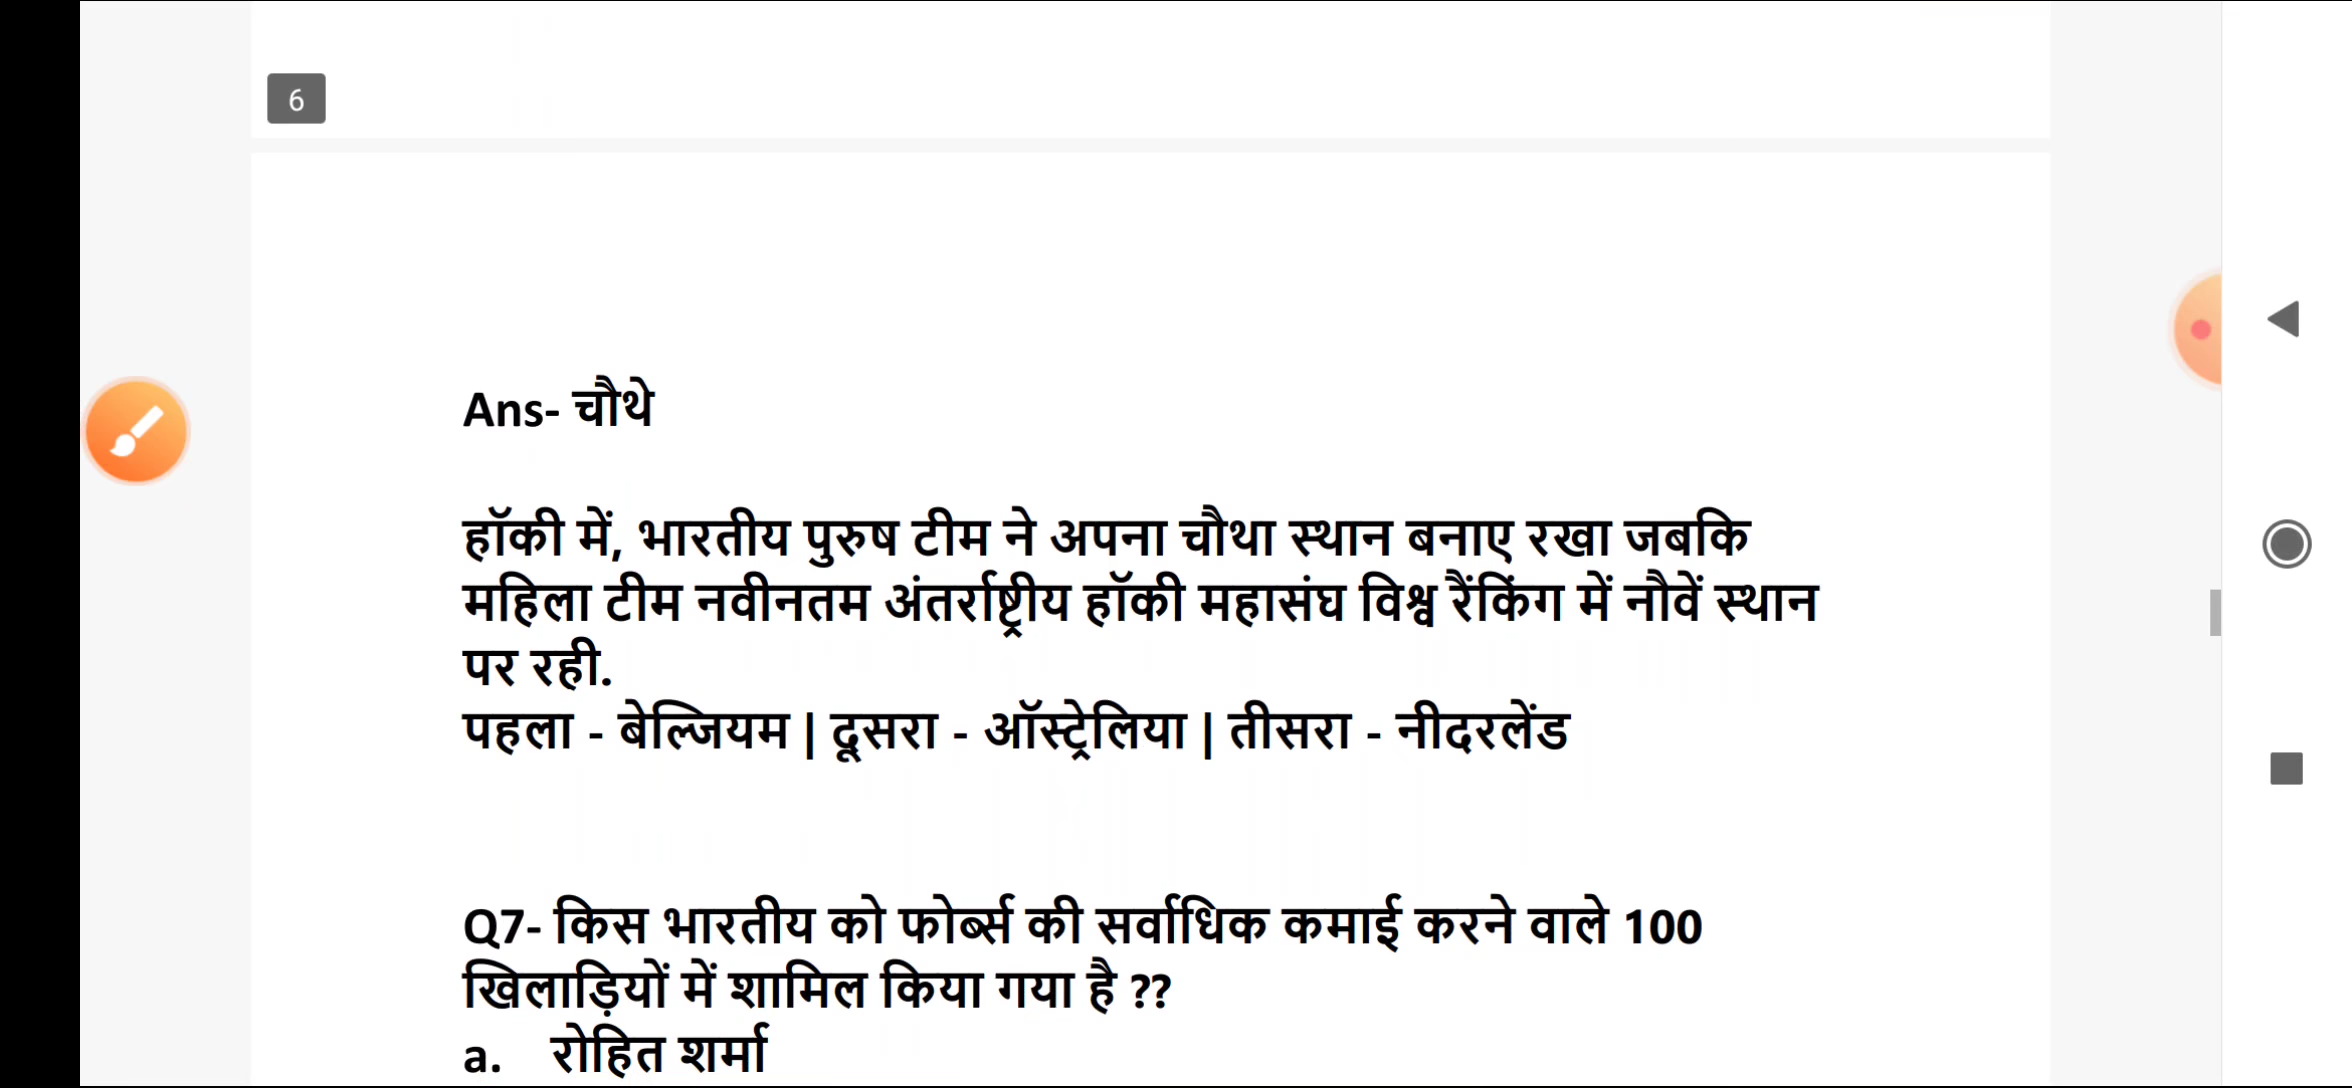 6
Ans- चौथे
हॉकी में, भारतीय पुरुष टीम ने अपना चौथा स्थान बनाए रखा जबकि
महिला टीम नवीनतम अंतर्राष्ट्रीय हॉकी महासंघ विश्व रैंकिंग में नौवें स्थान
पर रही.
पहला - बेल्जियम | दूसरा - ऑस्ट्रेलिया | तीसरा - नीदरलेंड
Q7- किस भारतीय को फोर्ब्स की सर्वाधिक कमाई करने वाले 100
खिलाड़ियों में शामिल किया गया है ??
a. रोहित शर्मा